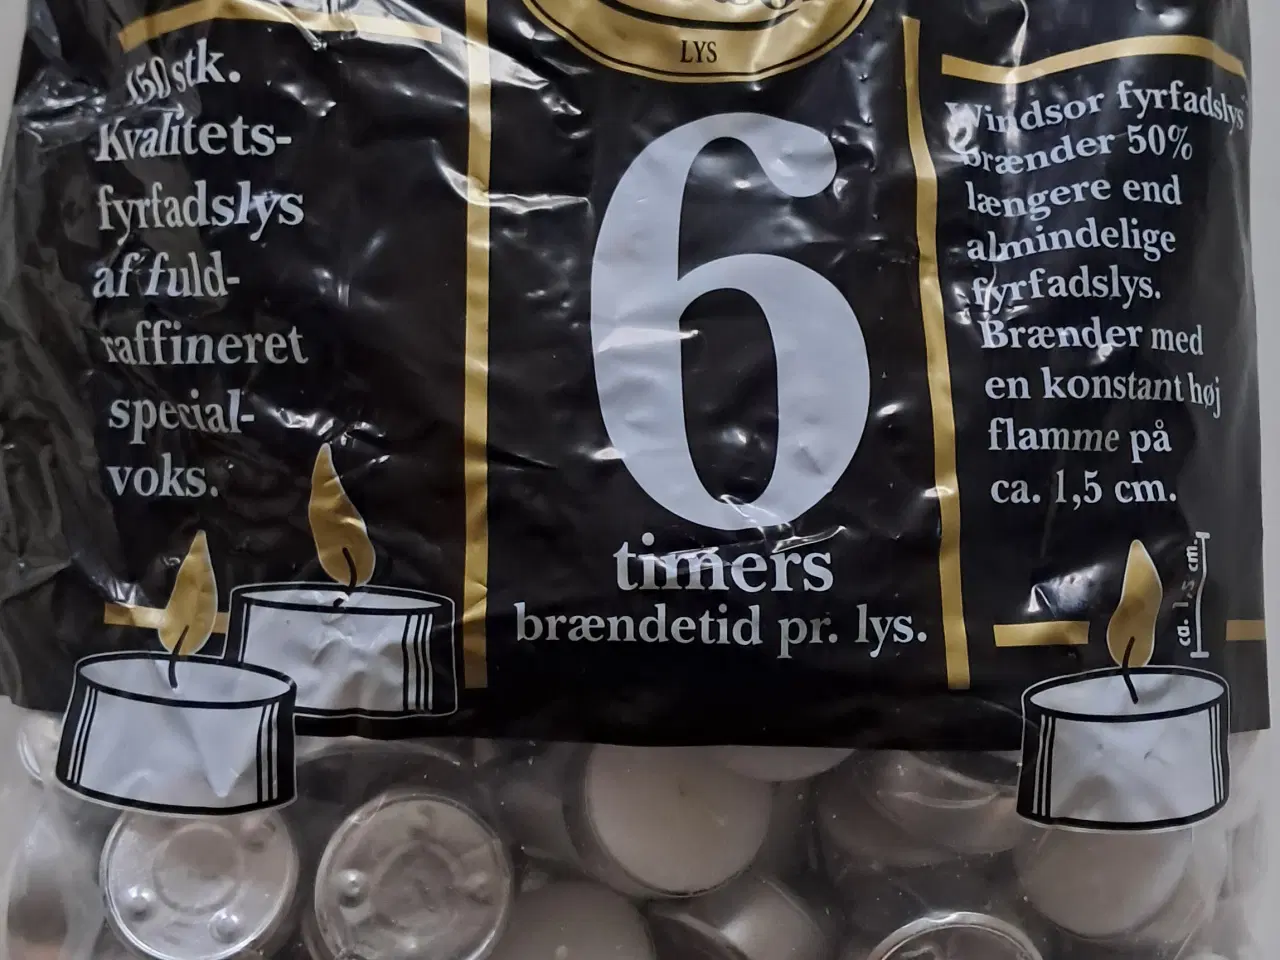 LYS
150 stk.
Kvalitets-
fyrfadslys
af fuld-
raffineret
special-
voks.
6
timers
brændetid pr. lys.
Windsor fyrfadslys
brænder 50%
længere end
almindelige
fyrfadslys.
Brænder med
en konstant høj
flamme på
ca. 1,5 cm.
ca. 1,5 cm.